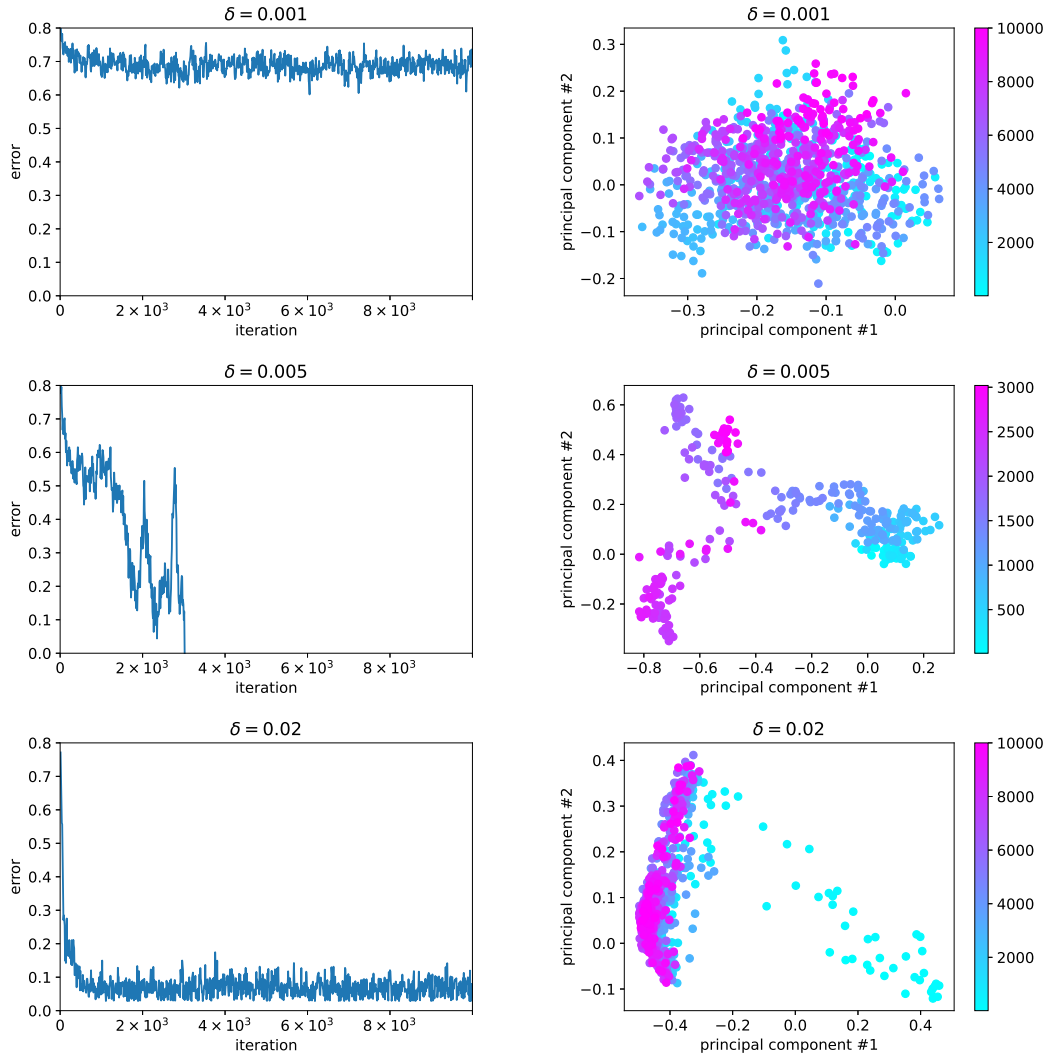 δ = 0.001
0.8
0.7
0.6
0.5
0.4
0.3
0.2
0.1
0.0
error
0
2 × 10³
4 × 10³
6 × 10³
8 × 10³
iteration
δ = 0.001
0.3
0.2
0.1
0.0
−0.1
−0.2
principal component #2
−0.3
−0.2
−0.1
0.0
principal component #1
10000
8000
6000
4000
2000
δ = 0.005
0.8
0.7
0.6
0.5
0.4
0.3
0.2
0.1
0.0
error
0
2 × 10³
4 × 10³
6 × 10³
8 × 10³
iteration
δ = 0.005
0.6
0.4
0.2
0.0
−0.2
principal component #2
−0.8
−0.6
−0.4
−0.2
0.0
0.2
principal component #1
3000
2500
2000
1500
1000
500
δ = 0.02
0.8
0.7
0.6
0.5
0.4
0.3
0.2
0.1
0.0
error
0
2 × 10³
4 × 10³
6 × 10³
8 × 10³
iteration
δ = 0.02
0.4
0.3
0.2
0.1
0.0
−0.1
principal component #2
−0.4
−0.2
0.0
0.2
0.4
principal component #1
10000
8000
6000
4000
2000